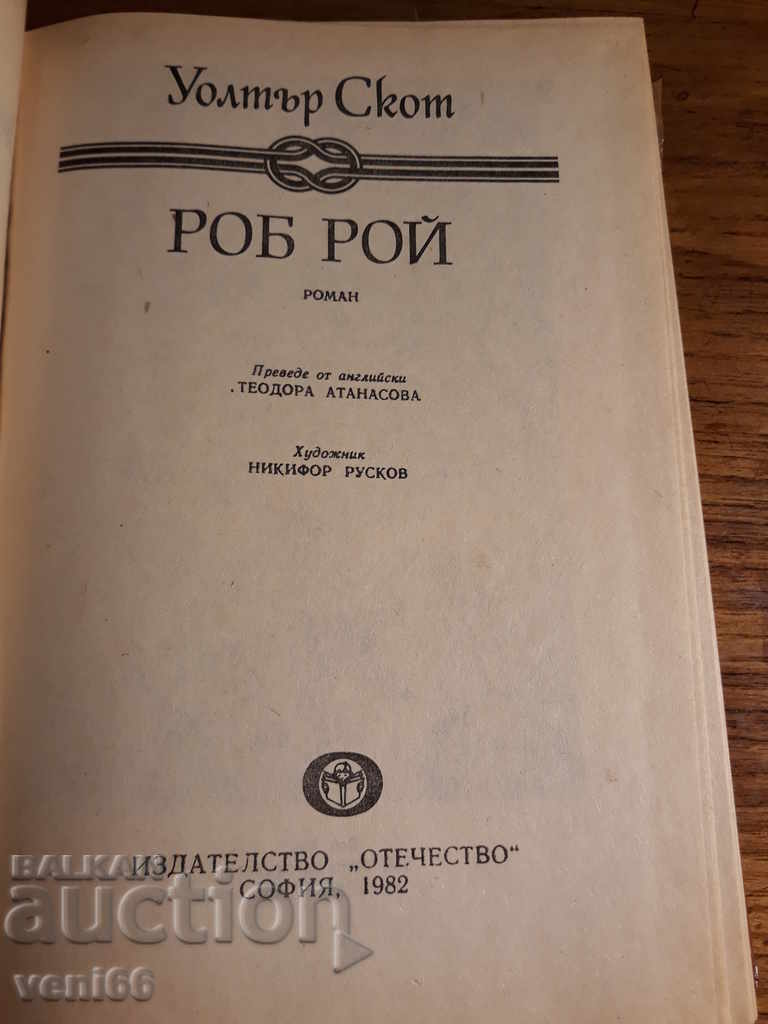 Уолтър Скот
РОБ РОЙ
РОМАН
Преведе от английски
ТЕОДОРА АТАНАСОВА
Художник
НИКИФОР РУСКОВ
ИЗДАТЕЛСТВО „ОТЕЧЕСТВО“
СОФИЯ, 1982
BALKAN
auction
veni66